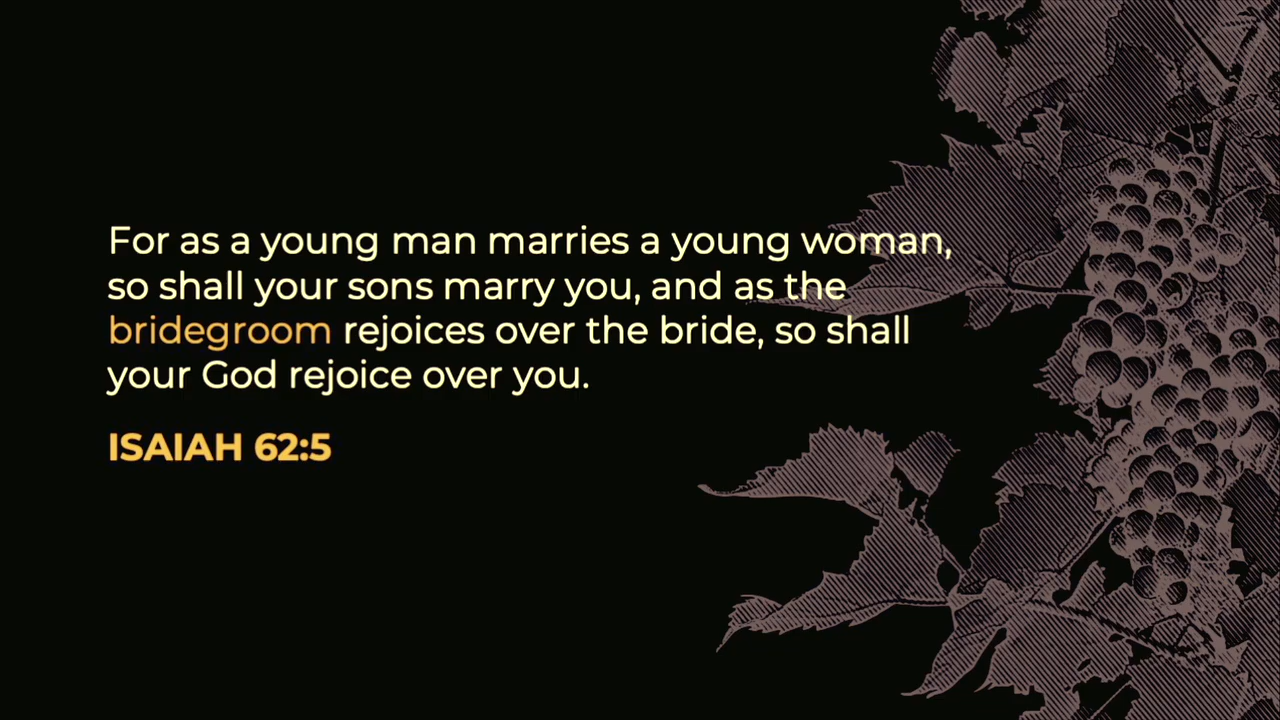 For as a young man marries a young woman,
so shall your sons marry you, and as the
bridegroom rejoices over the bride, so shall
your God rejoice over you.
ISAIAH 62:5